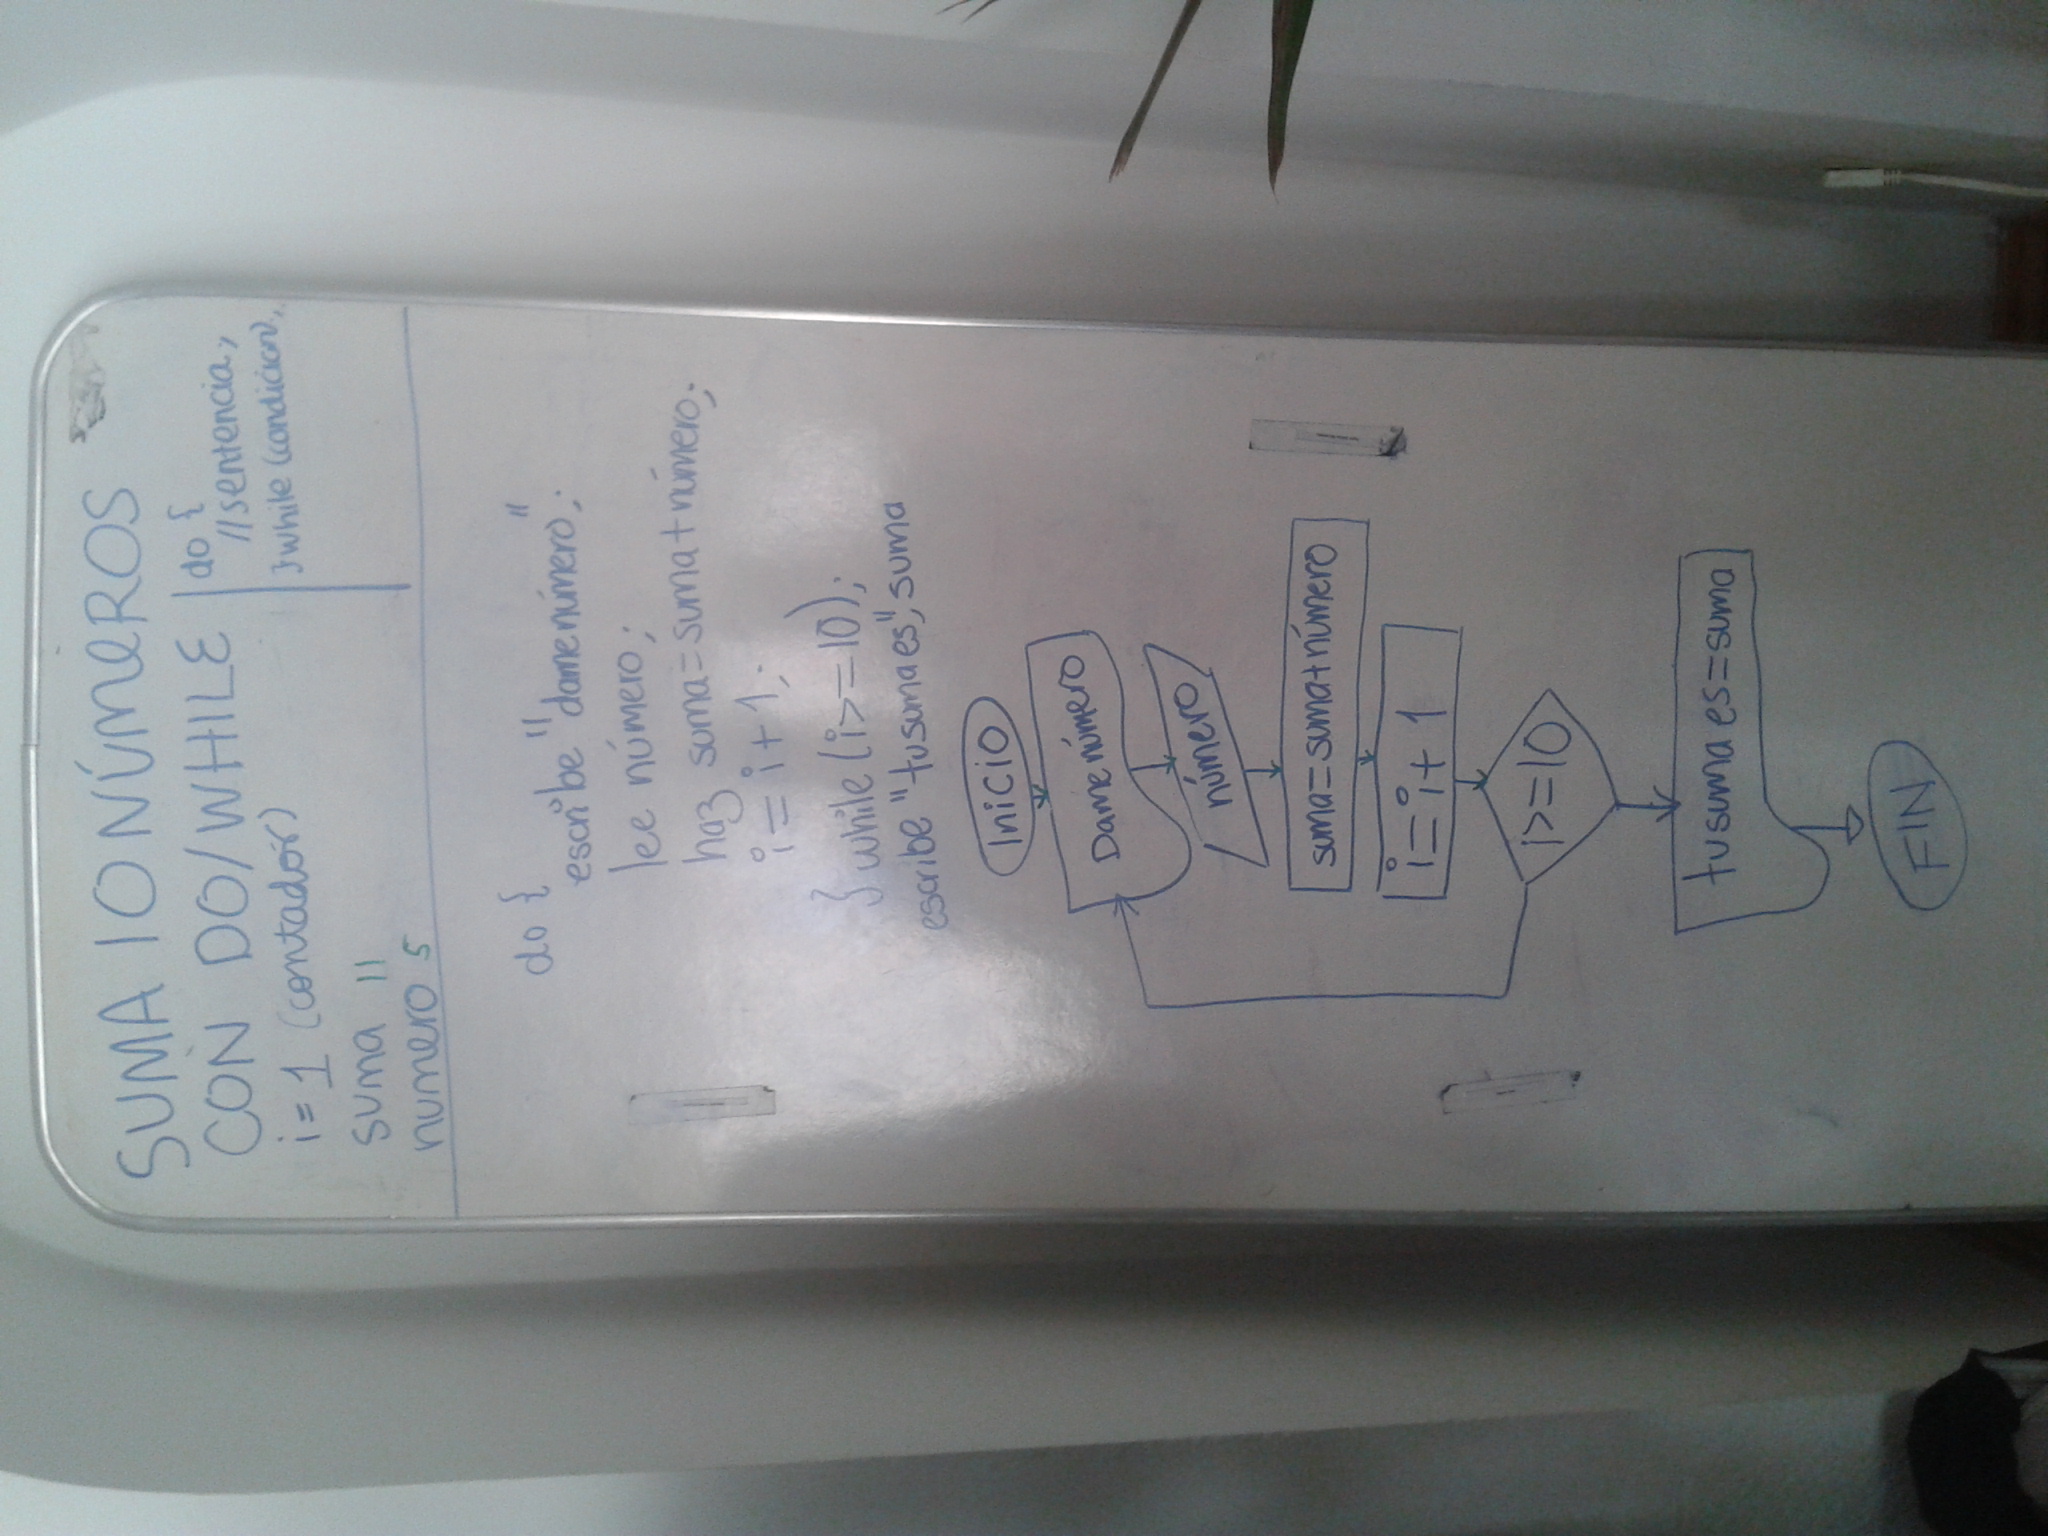 SUMA 10 NÚMEROS
CON DO/WHILE
i=1 (contador)
suma 11
numero 5
do {
//sentencia;
} while (condicion);
do {
escribe "dame número";
lee número;
haz suma=suma+número;
i=i+1;
} while (i>=10);
escribe "tu suma es", suma
Inicio
Dame número
número
suma=suma+número
i=i+1
i>=10
tu suma es=suma
FIN